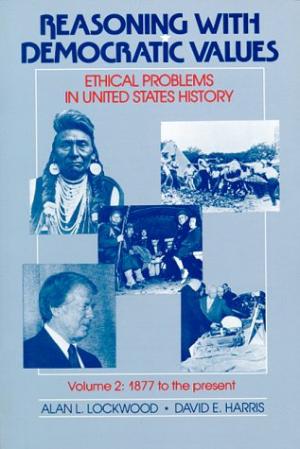 REASONING WITH
DEMOCRATIC VALUES
ETHICAL PROBLEMS
IN UNITED STATES HISTORY
Volume 2: 1877 to the present
ALAN L. LOCKWOOD • DAVID E. HARRIS